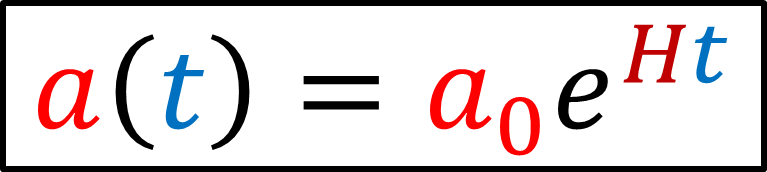 a(t) = a₀e^{Ht}